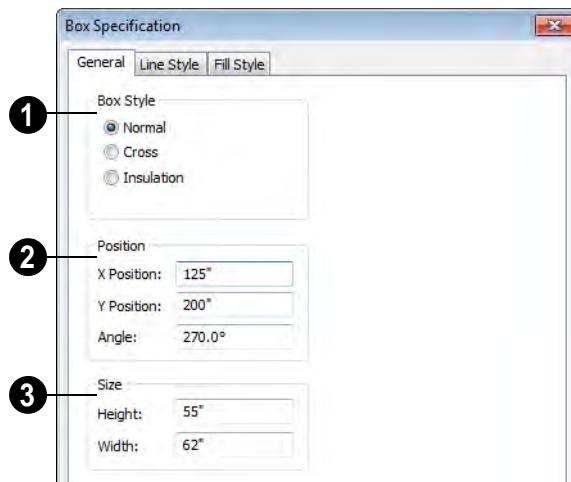 Box Specification
General Line Style Fill Style
1 Box Style
Normal
Cross
Insulation
2 Position
X Position: 125"
Y Position: 200"
Angle: 270.0°
3 Size
Height: 55"
Width: 62"